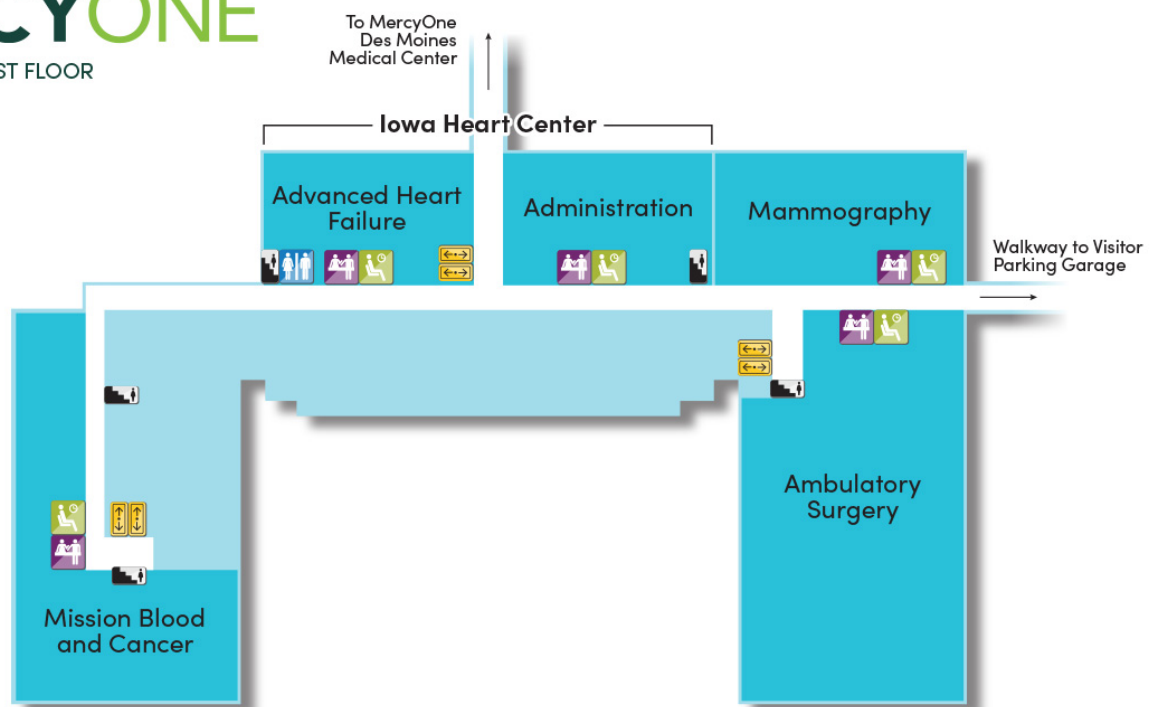 CYONE
ST FLOOR
To MercyOne
Des Moines
Medical Center
Iowa Heart Center
Advanced Heart
Failure
Administration
Mammography
Walkway to Visitor
Parking Garage
Ambulatory
Surgery
Mission Blood
and Cancer